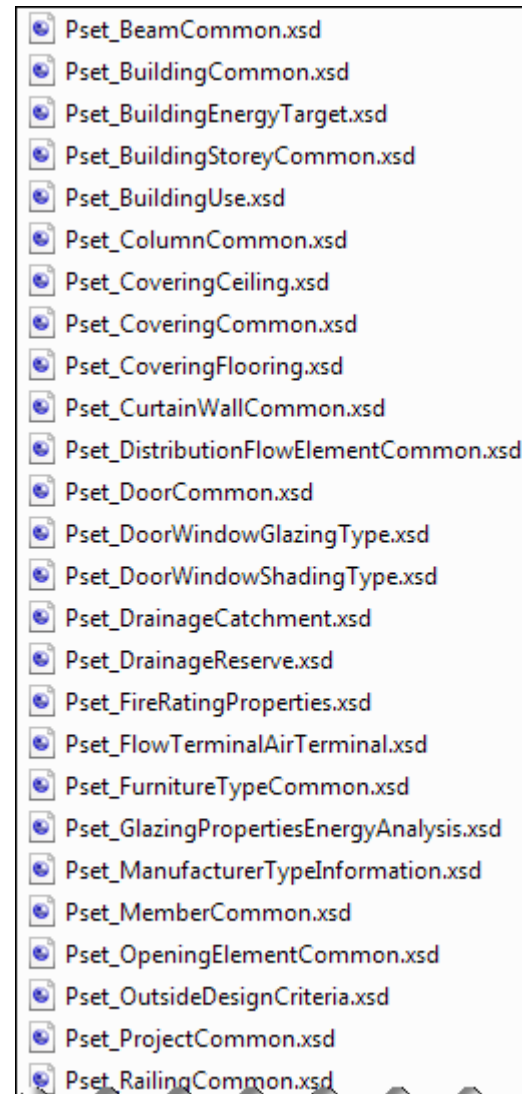 Pset_BeamCommon.xsd
Pset_BuildingCommon.xsd
Pset_BuildingEnergyTarget.xsd
Pset_BuildingStoreyCommon.xsd
Pset_BuildingUse.xsd
Pset_ColumnCommon.xsd
Pset_CoveringCeiling.xsd
Pset_CoveringCommon.xsd
Pset_CoveringFlooring.xsd
Pset_CurtainWallCommon.xsd
Pset_DistributionFlowElementCommon.xsd
Pset_DoorCommon.xsd
Pset_DoorWindowGlazingType.xsd
Pset_DoorWindowShadingType.xsd
Pset_DrainageCatchment.xsd
Pset_DrainageReserve.xsd
Pset_FireRatingProperties.xsd
Pset_FlowTerminalAirTerminal.xsd
Pset_FurnitureTypeCommon.xsd
Pset_GlazingPropertiesEnergyAnalysis.xsd
Pset_ManufacturerTypeInformation.xsd
Pset_MemberCommon.xsd
Pset_OpeningElementCommon.xsd
Pset_OutsideDesignCriteria.xsd
Pset_ProjectCommon.xsd
Pset_RailingCommon.xsd